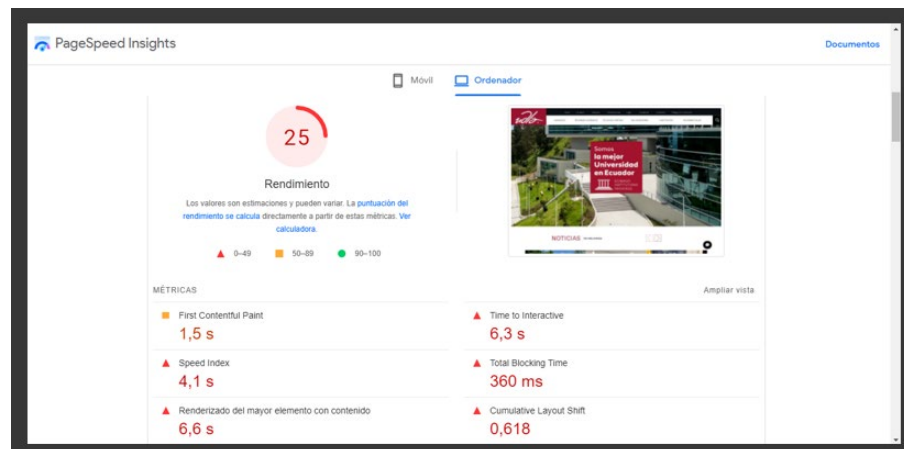 PageSpeed Insights
Documentos
Móvil
Ordenador
25
Rendimiento
Los valores son estimaciones y pueden variar. La puntuación del
rendimiento se calcula directamente a partir de estas métricas. Ver
calculadora.
0–49
50–89
90–100
Somos
la mejor
Universidad
en Ecuador
NOTICIAS
MÉTRICAS
Ampliar vista
First Contentful Paint
1,5 s
Time to Interactive
6,3 s
Speed Index
4,1 s
Total Blocking Time
360 ms
Renderizado del mayor elemento con contenido
6,6 s
Cumulative Layout Shift
0,618